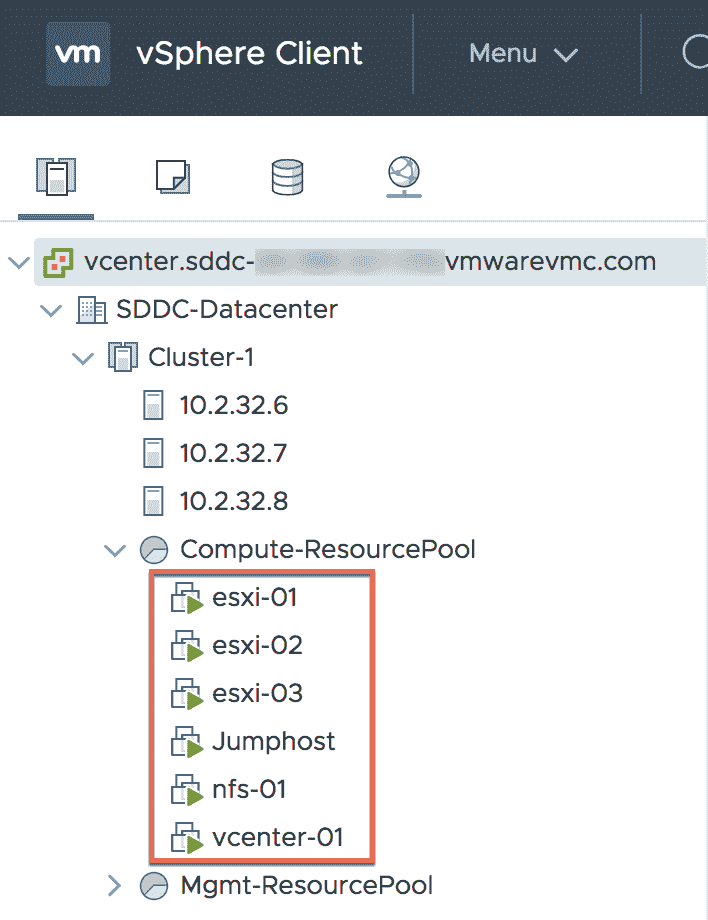 vm vSphere Client Menu
vcenter.sddc- vmwarevmc.com
SDDC-Datacenter
Cluster-1
10.2.32.6
10.2.32.7
10.2.32.8
Compute-ResourcePool
esxi-01
esxi-02
esxi-03
Jumphost
nfs-01
vcenter-01
Mgmt-ResourcePool